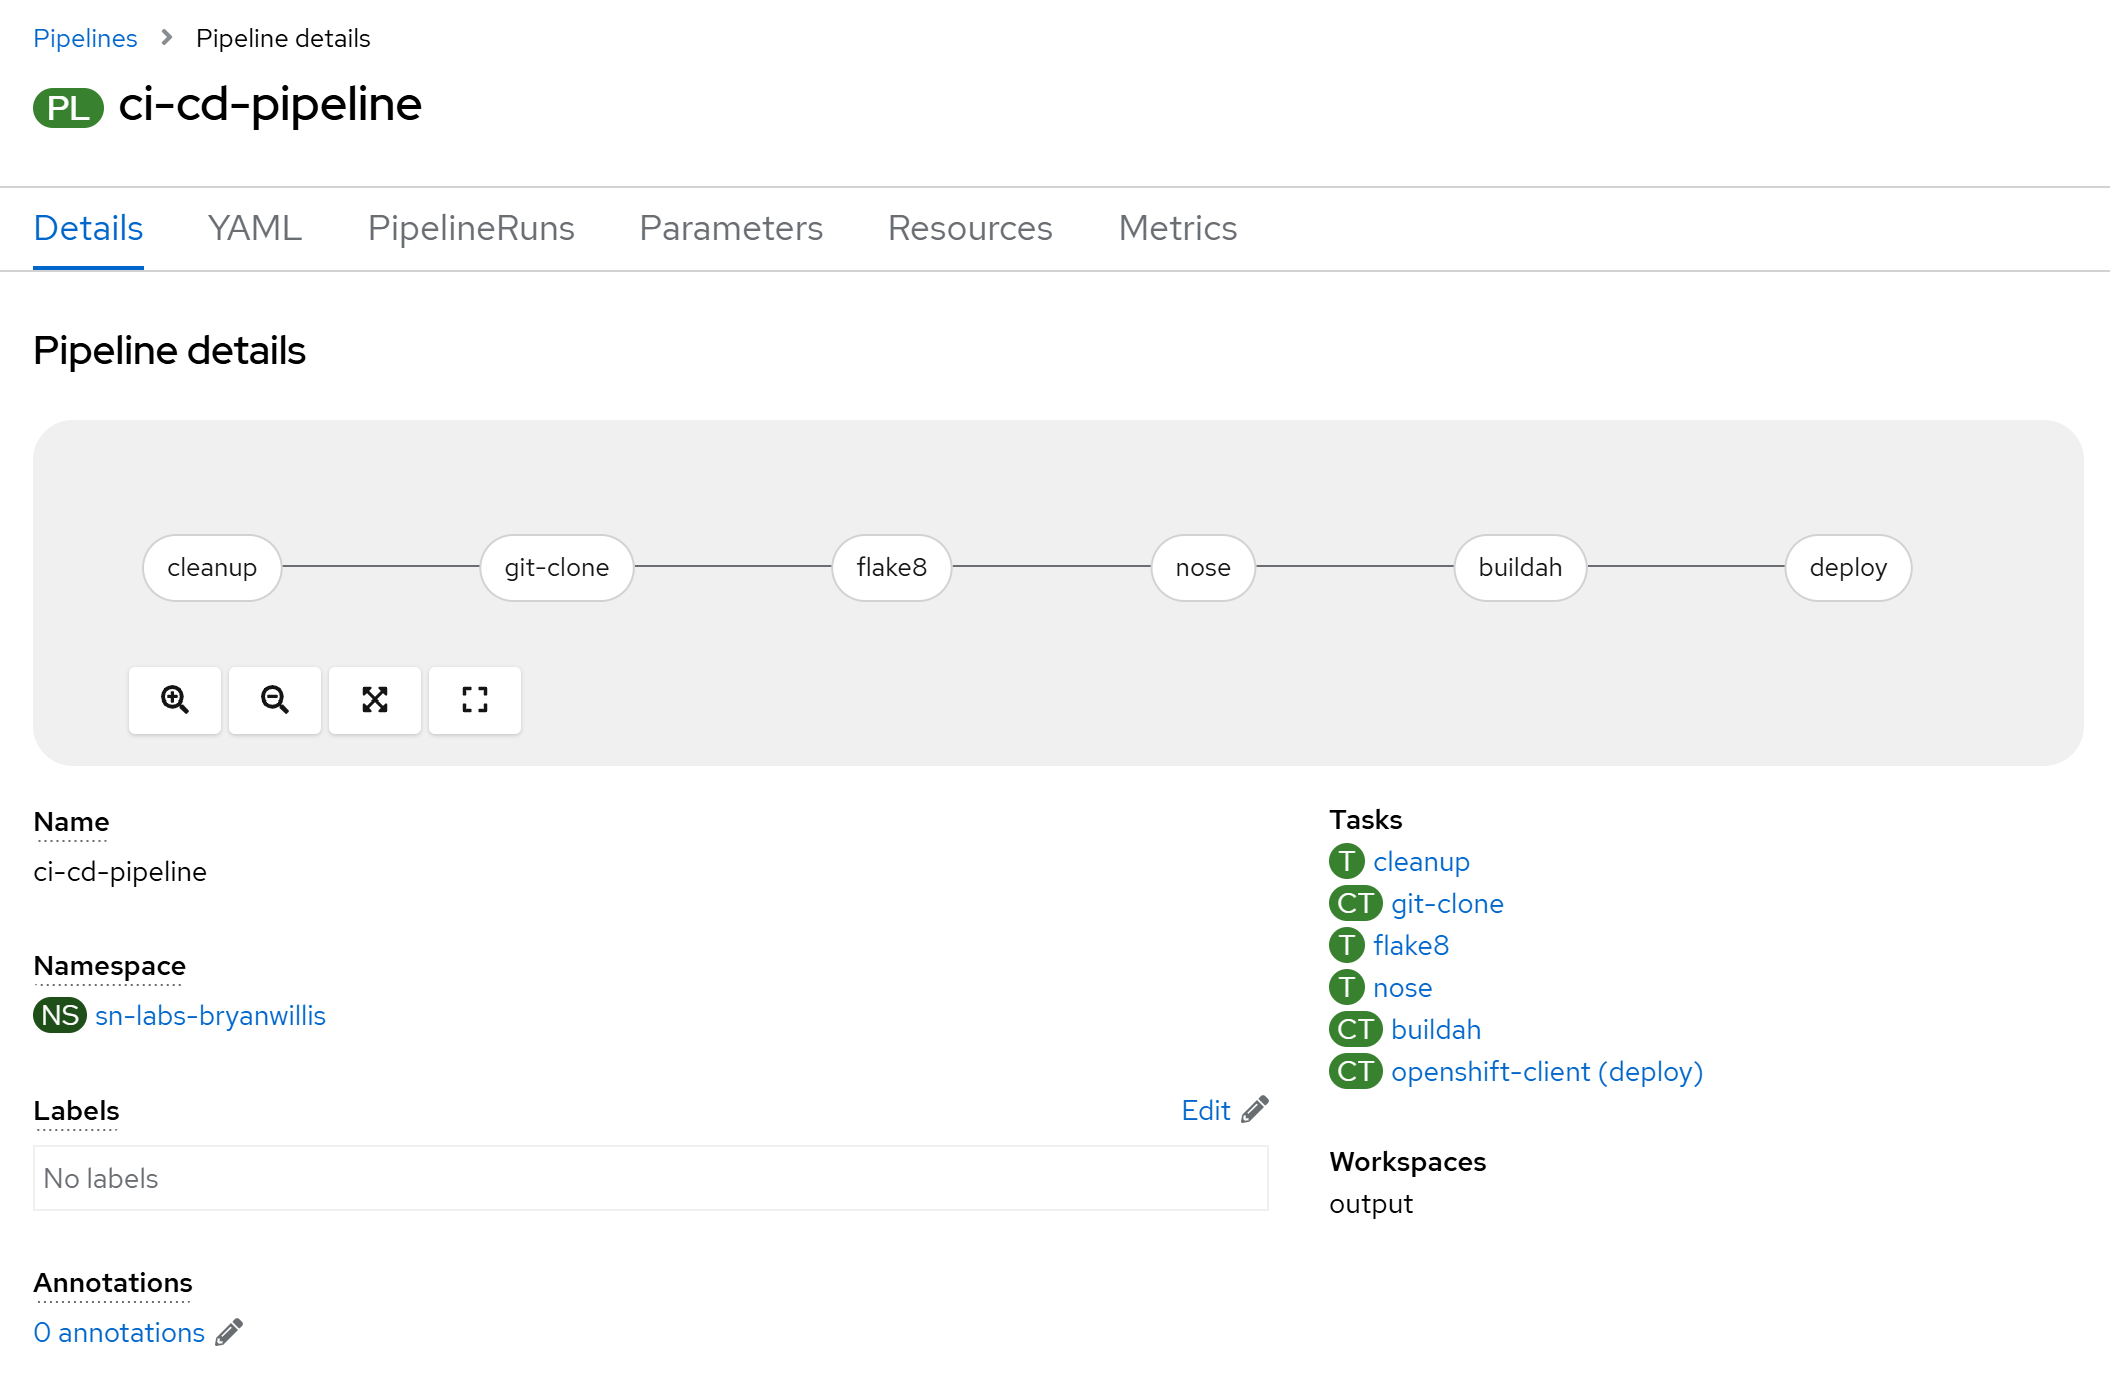 Pipelines > Pipeline details
PL ci-cd-pipeline
Details YAML PipelineRuns Parameters Resources Metrics
Pipeline details
cleanup git-clone flake8 nose buildah deploy
Name
ci-cd-pipeline
Namespace
NS sn-labs-bryanwillis
Labels Edit
No labels
Annotations
0 annotations
Tasks
T cleanup
CT git-clone
T flake8
T nose
CT buildah
CT openshift-client (deploy)
Workspaces
output